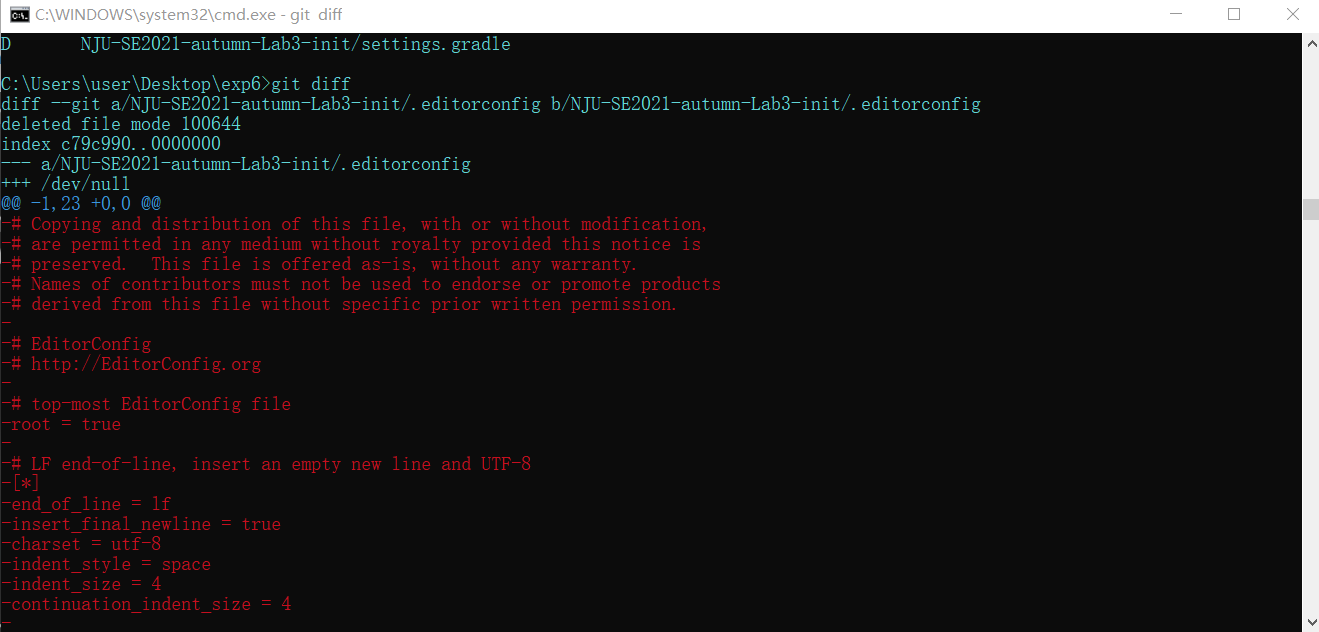 C:\WINDOWS\system32\cmd.exe - git  diff
D       NJU-SE2021-autumn-Lab3-init/settings.gradle
C:\Users\user\Desktop\exp6>git diff
diff --git a/NJU-SE2021-autumn-Lab3-init/.editorconfig b/NJU-SE2021-autumn-Lab3-init/.editorconfig
deleted file mode 100644
index c79c990..0000000
--- a/NJU-SE2021-autumn-Lab3-init/.editorconfig
+++ /dev/null
@@ -1,23 +0,0 @@
-# Copying and distribution of this file, with or without modification,
-# are permitted in any medium without royalty provided this notice is
-# preserved.  This file is offered as-is, without any warranty.
-# Names of contributors must not be used to endorse or promote products
-# derived from this file without specific prior written permission.
-
-# EditorConfig
-# http://EditorConfig.org
-
-# top-most EditorConfig file
-root = true
-
-# LF end-of-line, insert an empty new line and UTF-8
-[*]
-end_of_line = lf
-insert_final_newline = true
-charset = utf-8
-indent_style = space
-indent_size = 4
-continuation_indent_size = 4
-